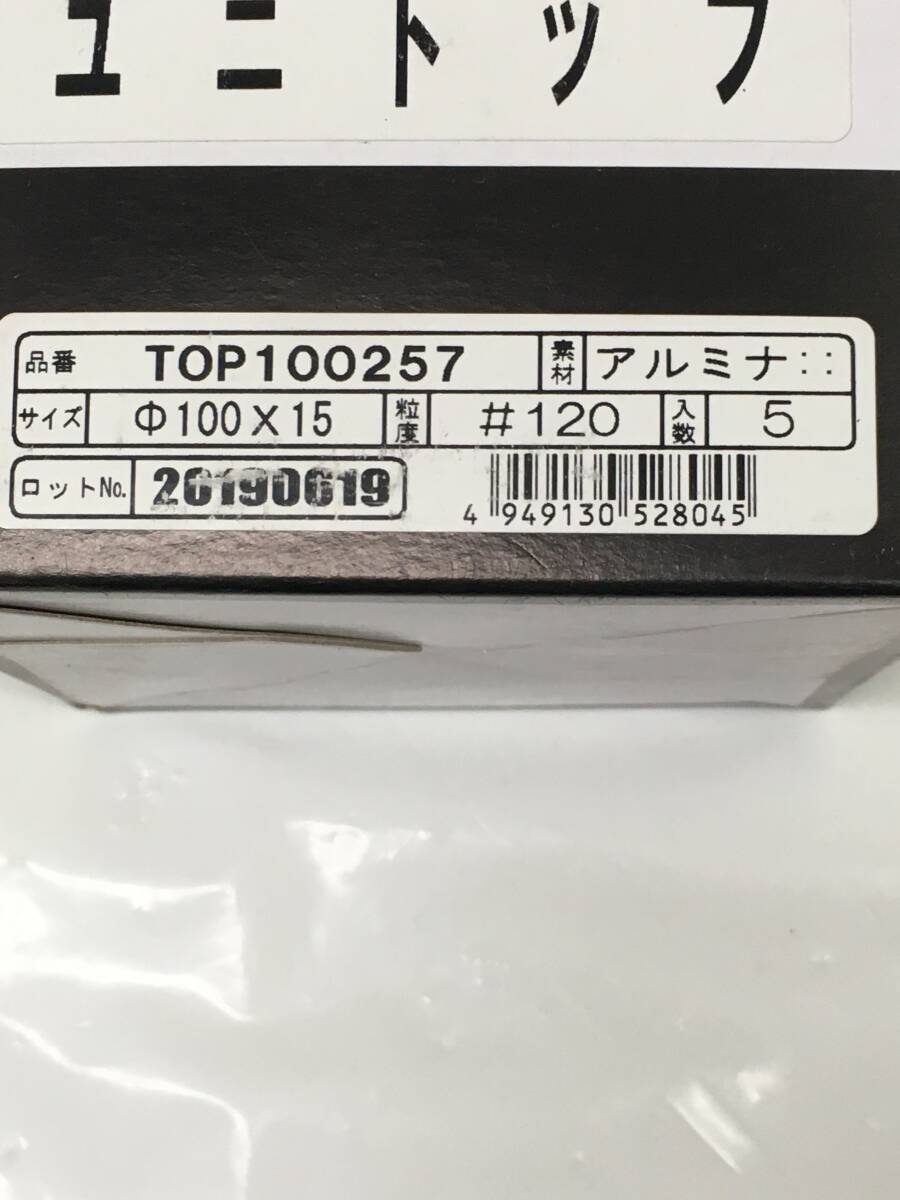 ユニトップ
品番 TOP100257 素材 アルミナ::
サイズ Φ100X15 粒度 #120 入数 5
ロットNo. 20190619
4 949130 528045